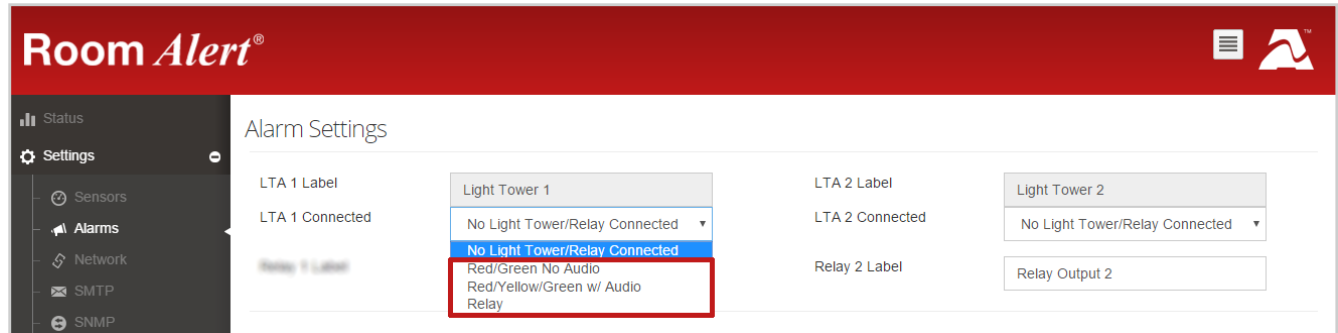 Room Alert®
Status
Settings
Sensors
Alarms
Network
SMTP
SNMP
Alarm Settings
LTA 1 Label
Light Tower 1
LTA 2 Label
Light Tower 2
LTA 1 Connected
No Light Tower/Relay Connected
LTA 2 Connected
No Light Tower/Relay Connected
No Light Tower/Relay Connected
Red/Green No Audio
Red/Yellow/Green w/ Audio
Relay
Relay 2 Label
Relay Output 2